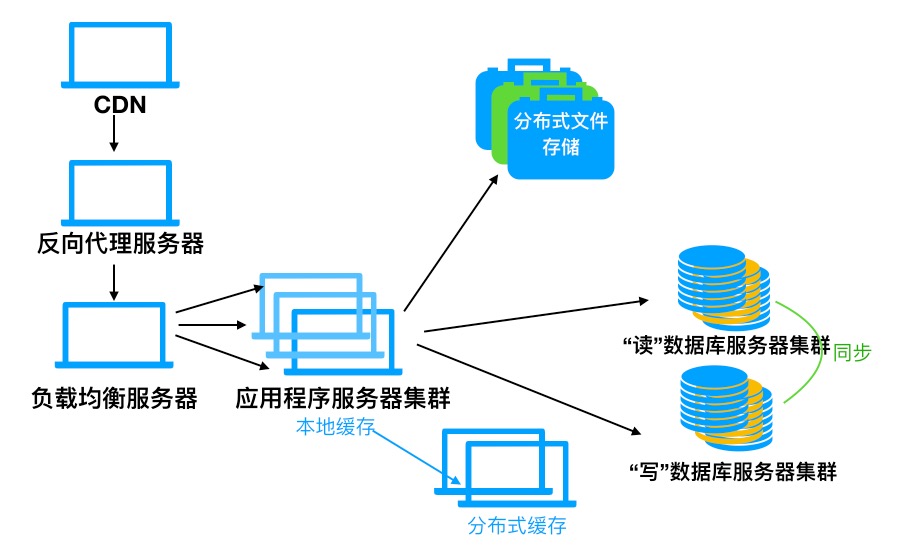 CDN
分布式文件
存储
反向代理服务器
“读”数据库服务器集群
同步
负载均衡服务器
应用程序服务器集群
本地缓存
“写”数据库服务器集群
分布式缓存